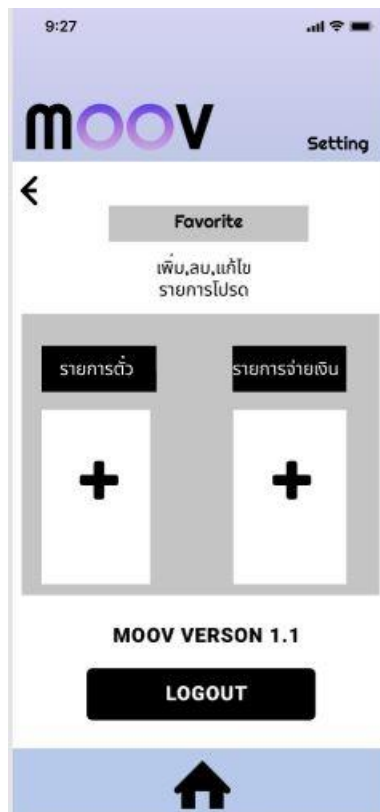 9:27
mOOV
Setting
Favorite
เพิ่ม,ลบ,แก้ไข
รายการโปรด
รายการตั๋ว
รายการจ่ายเงิน
MOOV VERSON 1.1
LOGOUT